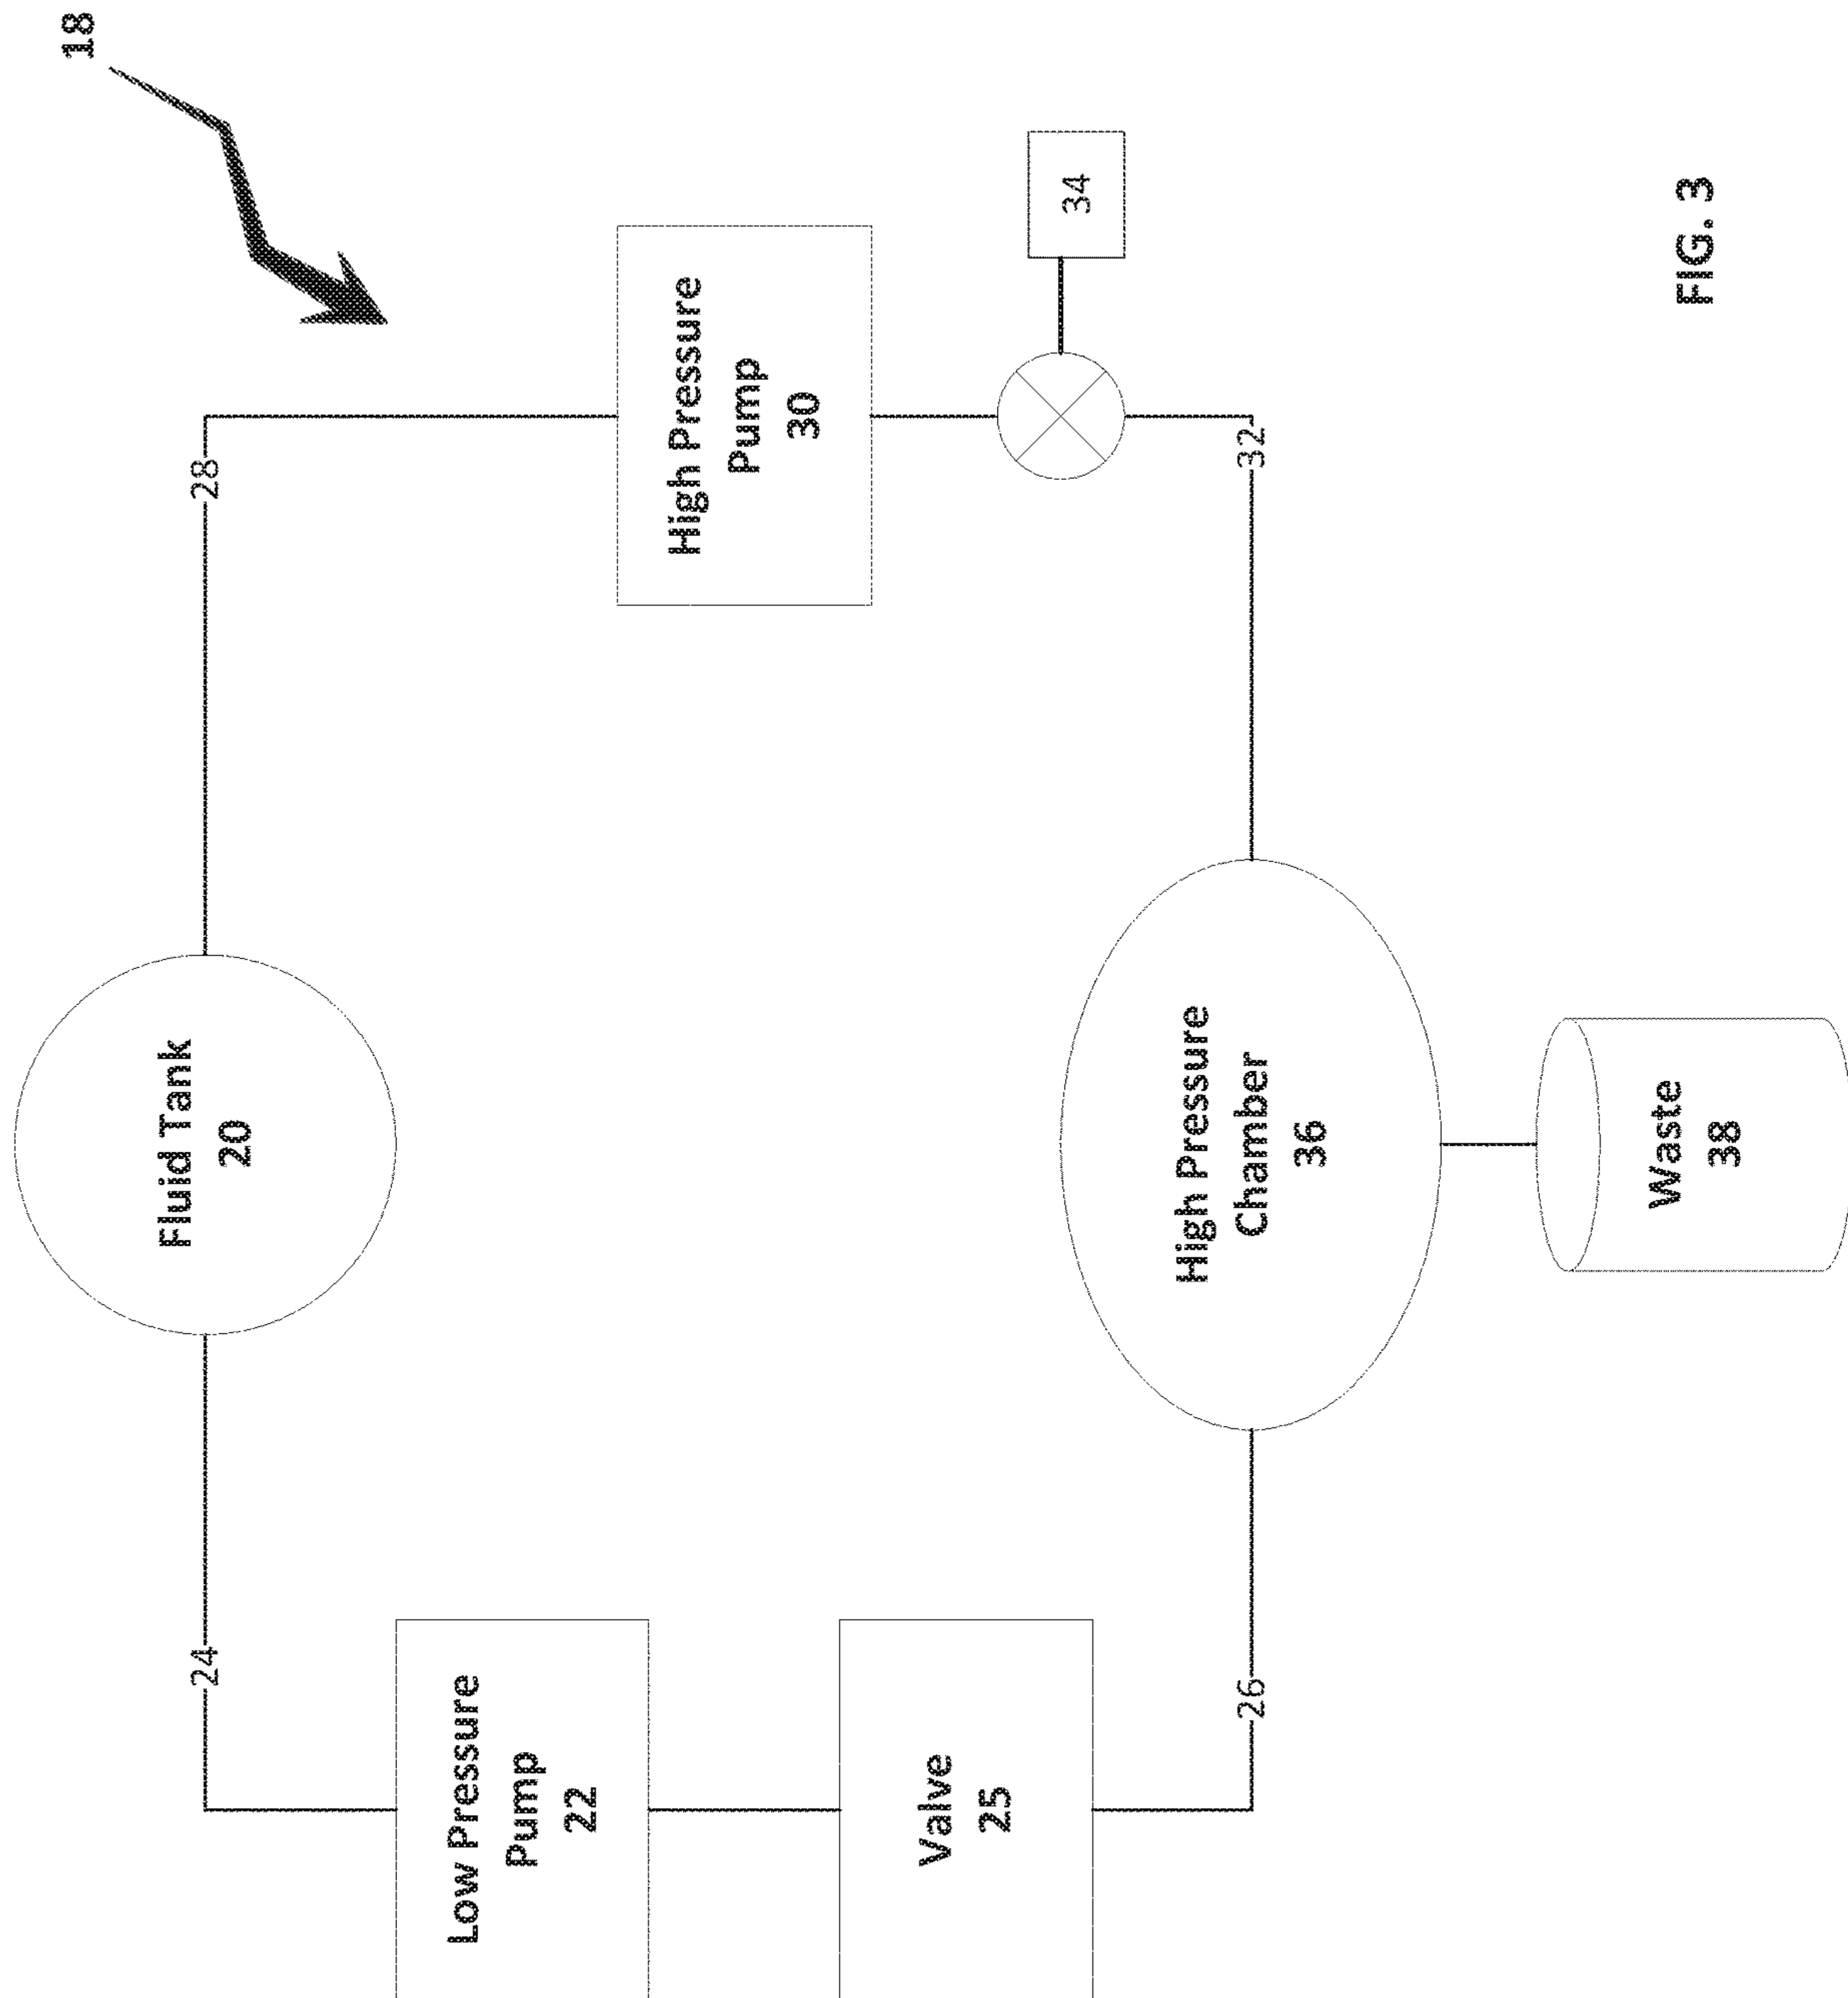 18
Fluid Tank
20
24
28
Low Pressure
Pump
22
High Pressure
Pump
30
Valve
25
34
26
High Pressure
Chamber
36
32
Waste
38
FIG. 3